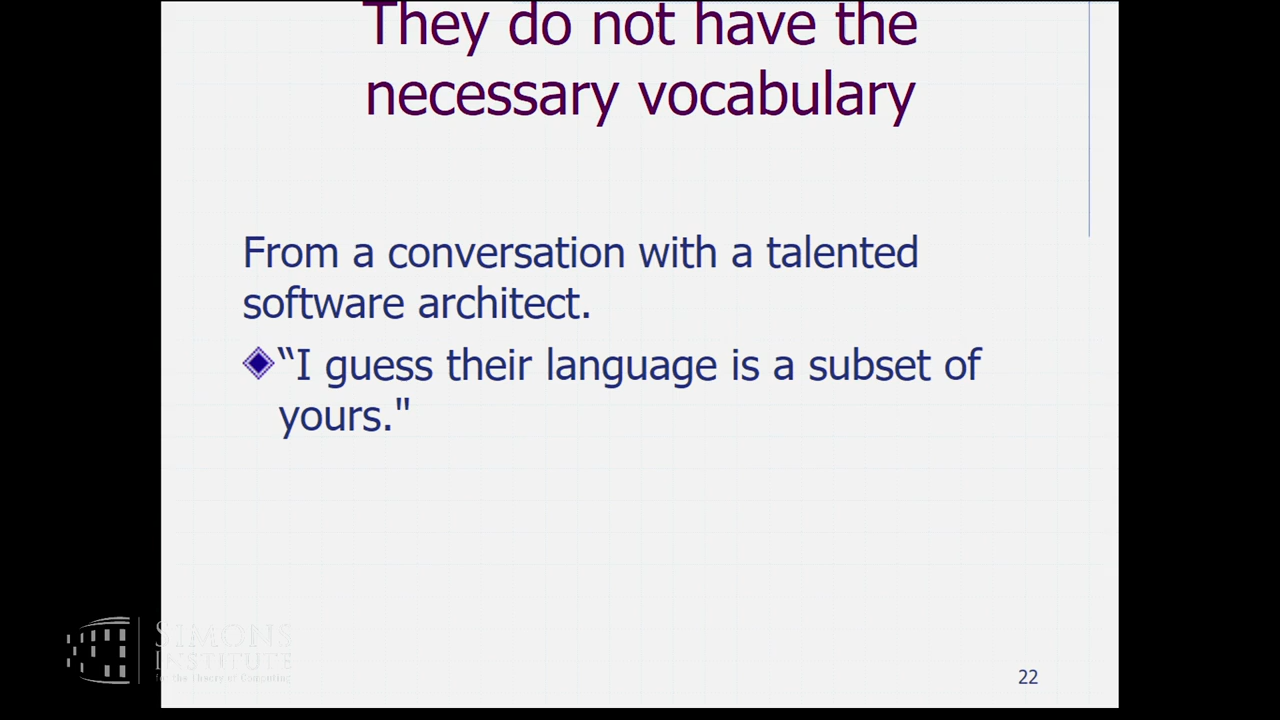 They do not have the
necessary vocabulary
From a conversation with a talented
software architect.
“I guess their language is a subset of
yours."
SIMONS
INSTITUTE
for the Theory of Computing
22